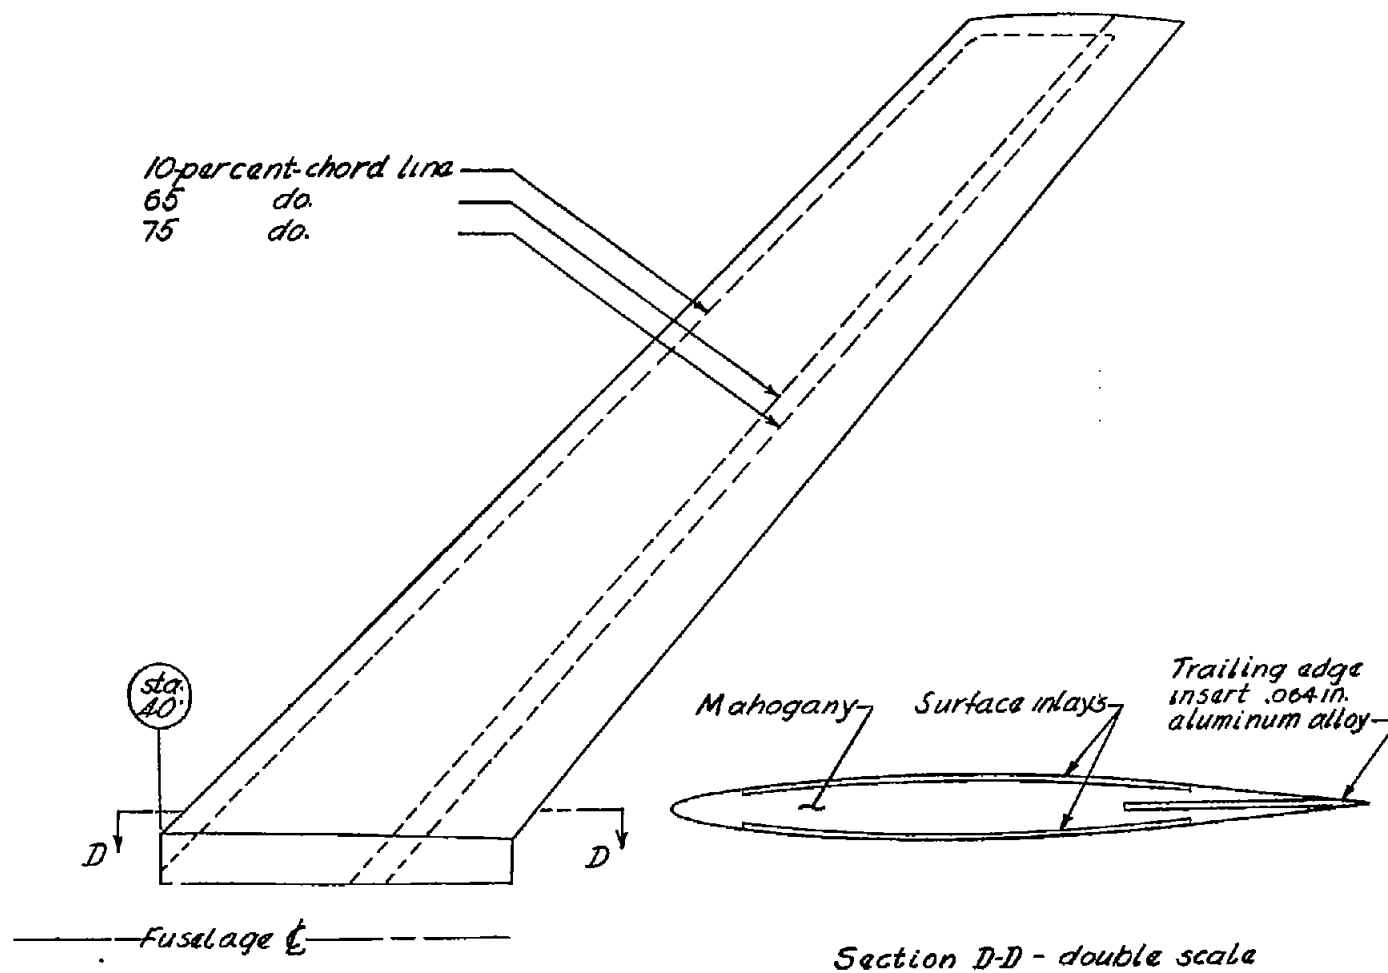 10-percent-chord line
65 do.
75 do.
sta.
40
Mahogany
Surface inlays
Trailing edge
insert .064 in.
aluminum alloy
D
D
Fuselage ℄
Section D-D - double scale